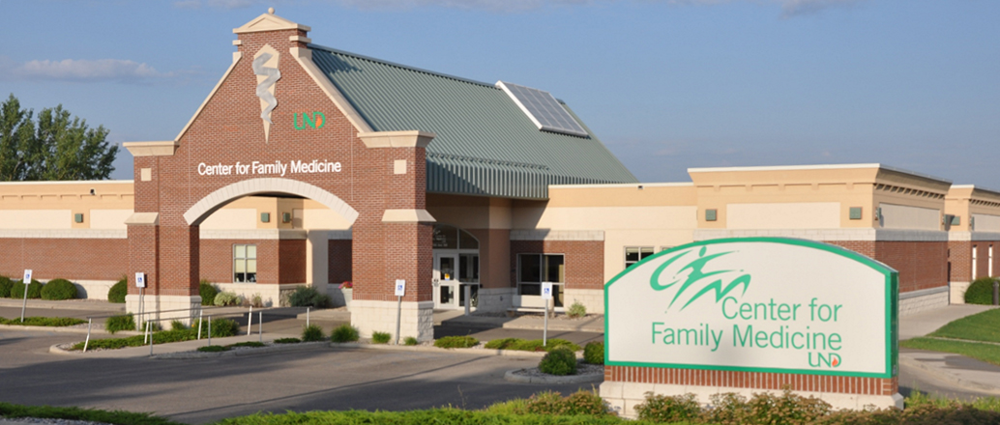 UND
Center for Family Medicine
CFM
Center for
Family Medicine
UND